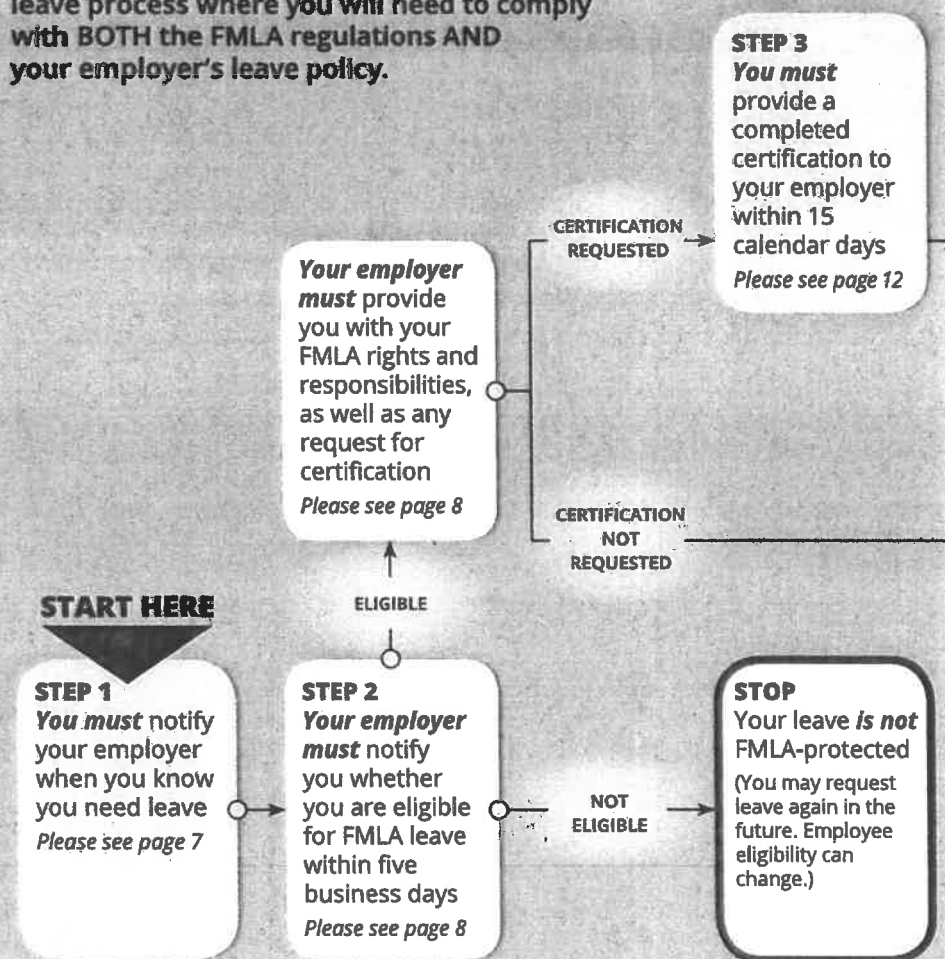 leave process where you will need to comply
with BOTH the FMLA regulations AND
your employer's leave policy.
STEP 3
You must
provide a
completed
certification to
your employer
within 15
calendar days
Please see page 12
CERTIFICATION
REQUESTED
Your employer
must provide
you with your
FMLA rights and
responsibilities,
as well as any
request for
certification
Please see page 8
CERTIFICATION
NOT
REQUESTED
ELIGIBLE
START HERE
STEP 1
You must notify
your employer
when you know
you need leave
Please see page 7
STEP 2
Your employer
must notify
you whether
you are eligible
for FMLA leave
within five
business days
Please see page 8
NOT
ELIGIBLE
STOP
Your leave is not
FMLA-protected
(You may request
leave again in the
future. Employee
eligibility can
change.)